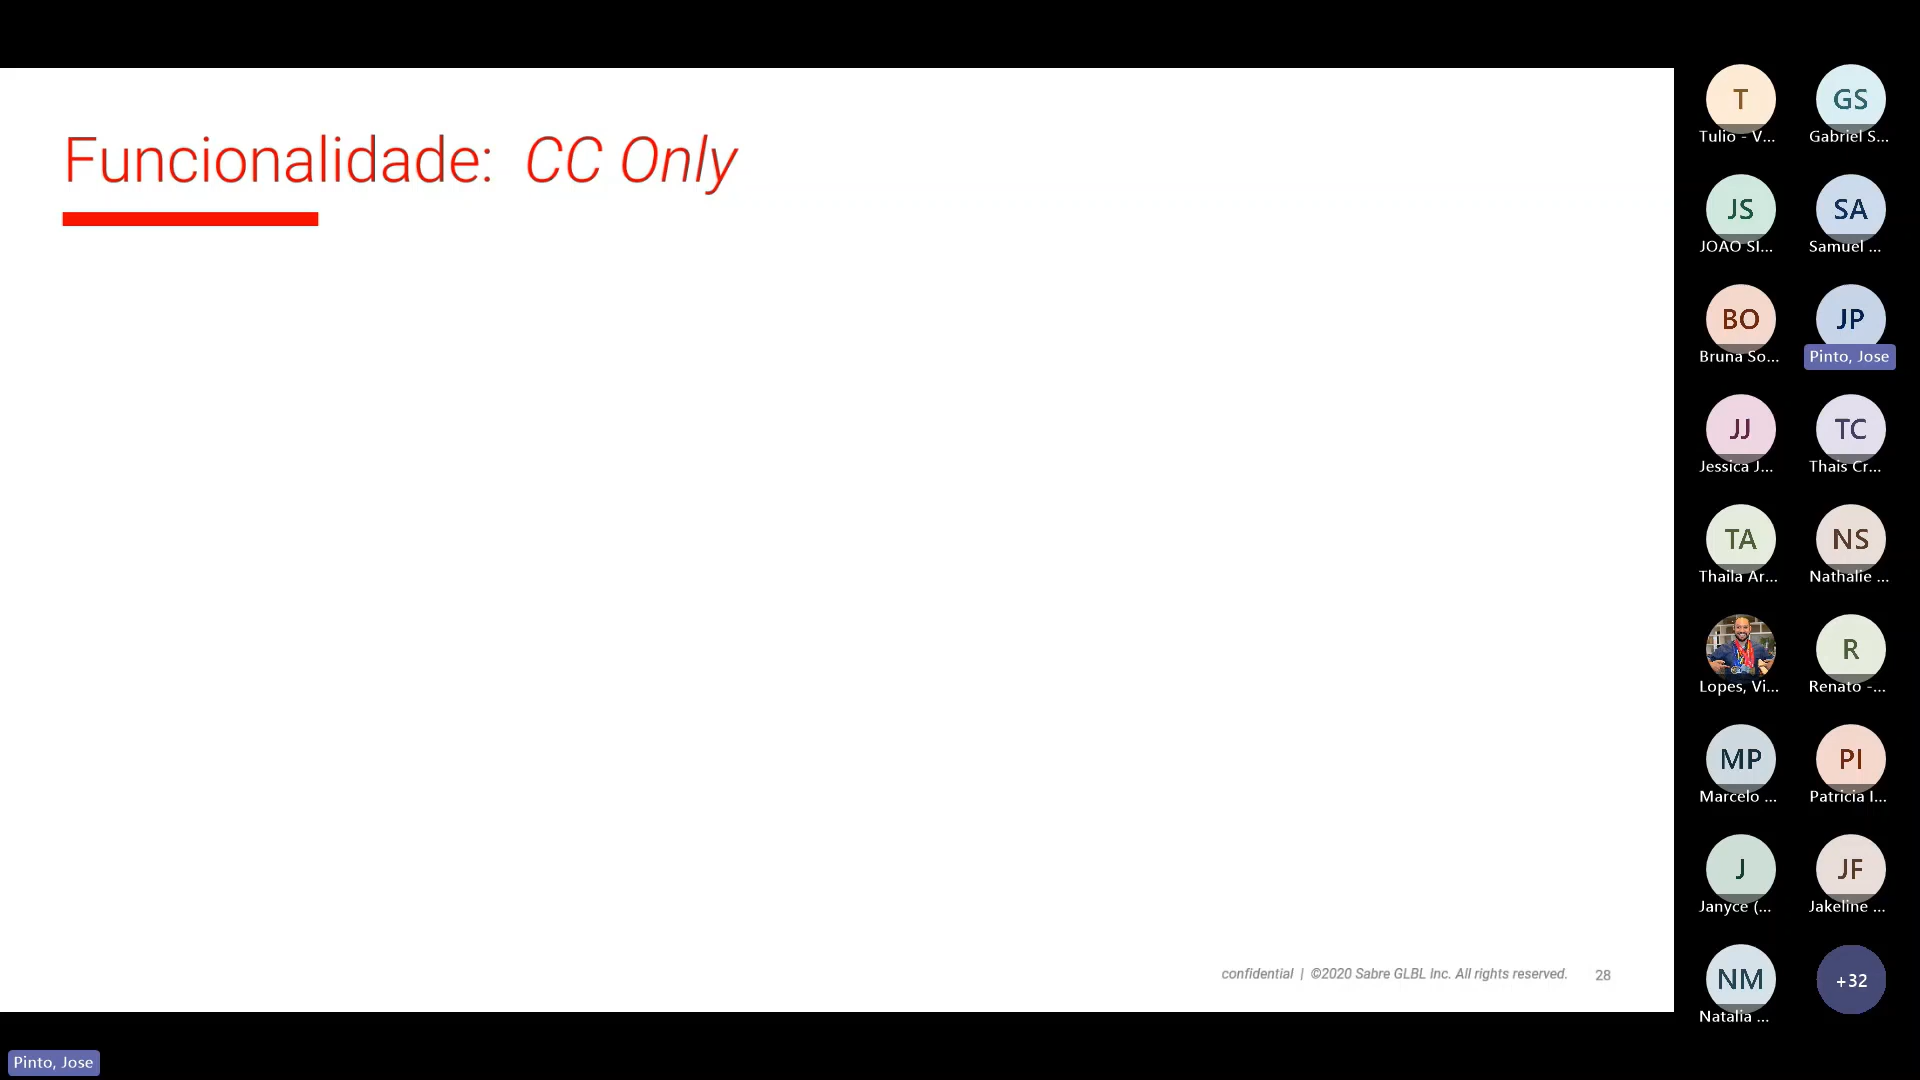 Funcionalidade: CC Only
confidential | ©2020 Sabre GLBL Inc. All rights reserved. 28
Pinto, Jose
T GS
Tulio - V... Gabriel S...
JS SA
JOAO SI... Samuel ...
BO JP
Bruna So... Pinto, Jose
JJ TC
Jessica J... Thais Cr...
TA NS
Thaila Ar... Nathalie ...
R
Lopes, Vi... Renato -...
MP PI
Marcelo ... Patricia I...
J JF
Janyce (... Jakeline ...
NM +32
Natalia ...